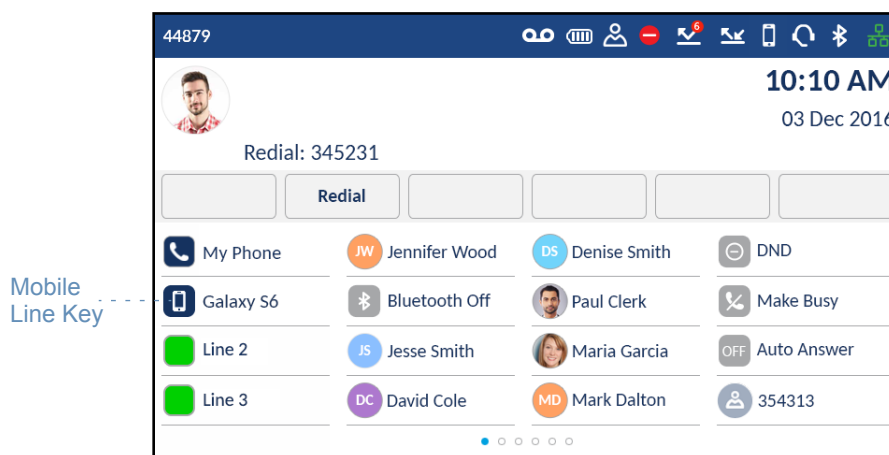 44879
6
10:10 AM
03 Dec 2016
Redial: 345231
Redial
My Phone
JW Jennifer Wood
DS Denise Smith
DND
Mobile
Line Key
Galaxy S6
Bluetooth Off
Paul Clerk
Make Busy
Line 2
JS Jesse Smith
Maria Garcia
OFF Auto Answer
Line 3
DC David Cole
MD Mark Dalton
354313